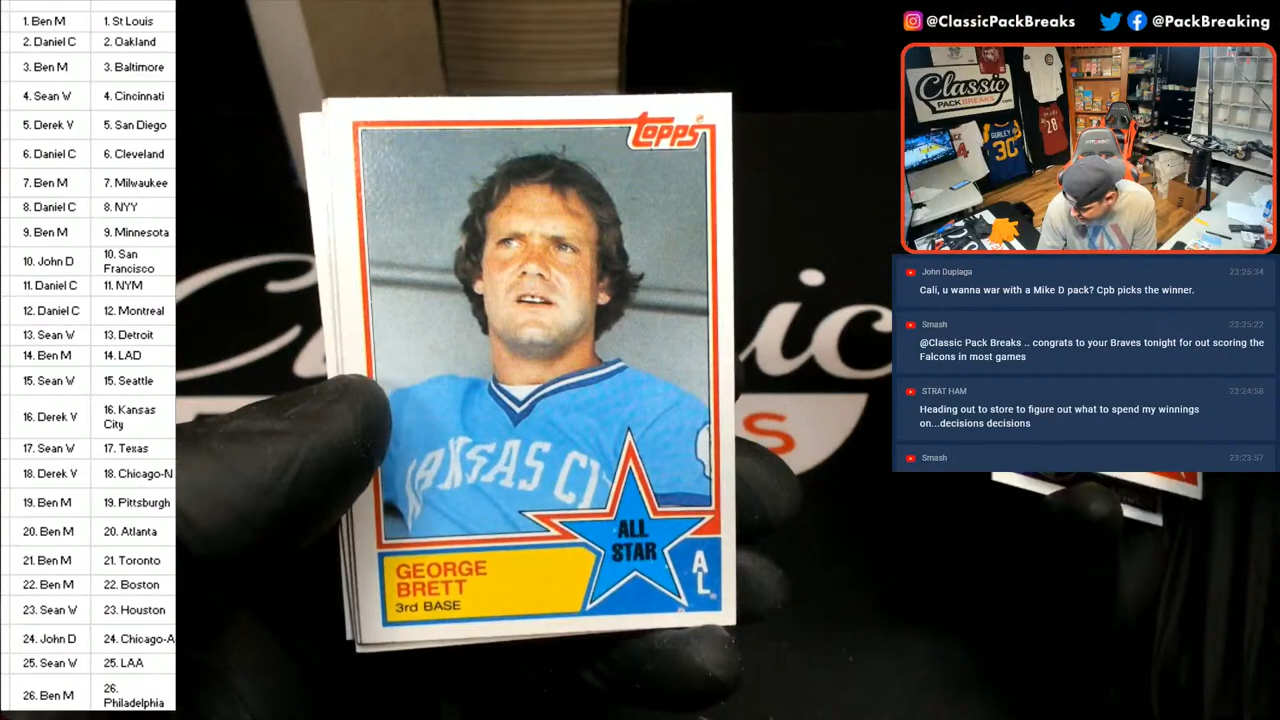 1. Ben M 1. St Louis
2. Daniel C 2. Oakland
3. Ben M 3. Baltimore
4. Sean W 4. Cincinnati
5. Derek V 5. San Diego
6. Daniel C 6. Cleveland
7. Ben M 7. Milwaukee
8. Daniel C 8. NYY
9. Ben M 9. Minnesota
10. John D 10. San
Francisco
11. Daniel C 11. NYM
12. Daniel C 12. Montreal
13. Sean W 13. Detroit
14. Ben M 14. LAD
15. Sean W 15. Seattle
16. Derek V 16. Kansas
City
17. Sean W 17. Texas
18. Derek V 18. Chicago-N
19. Ben M 19. Pittsburgh
20. Ben M 20. Atlanta
21. Ben M 21. Toronto
22. Ben M 22. Boston
23. Sean W 23. Houston
24. John D 24. Chicago-A
25. Sean W 25. LAA
26. Ben M 26.
Philadelphia
topps
KANSAS CI
ALL
STAR
A
L
GEORGE
BRETT
3rd BASE
ic
S
@ClassicPackBreaks @PackBreaking
Classic
PACKBREAKS.com
GURLEY
30
28
John Duplaga 23:25:34
Cali, u wanna war with a Mike D pack? Cpb picks the winner.
Smash 23:25:22
@Classic Pack Breaks .. congrats to your Braves tonight for out scoring the
Falcons in most games
STRAT HAM 23:24:58
Heading out to store to figure out what to spend my winnings
on...decisions decisions
Smash 23:23:57